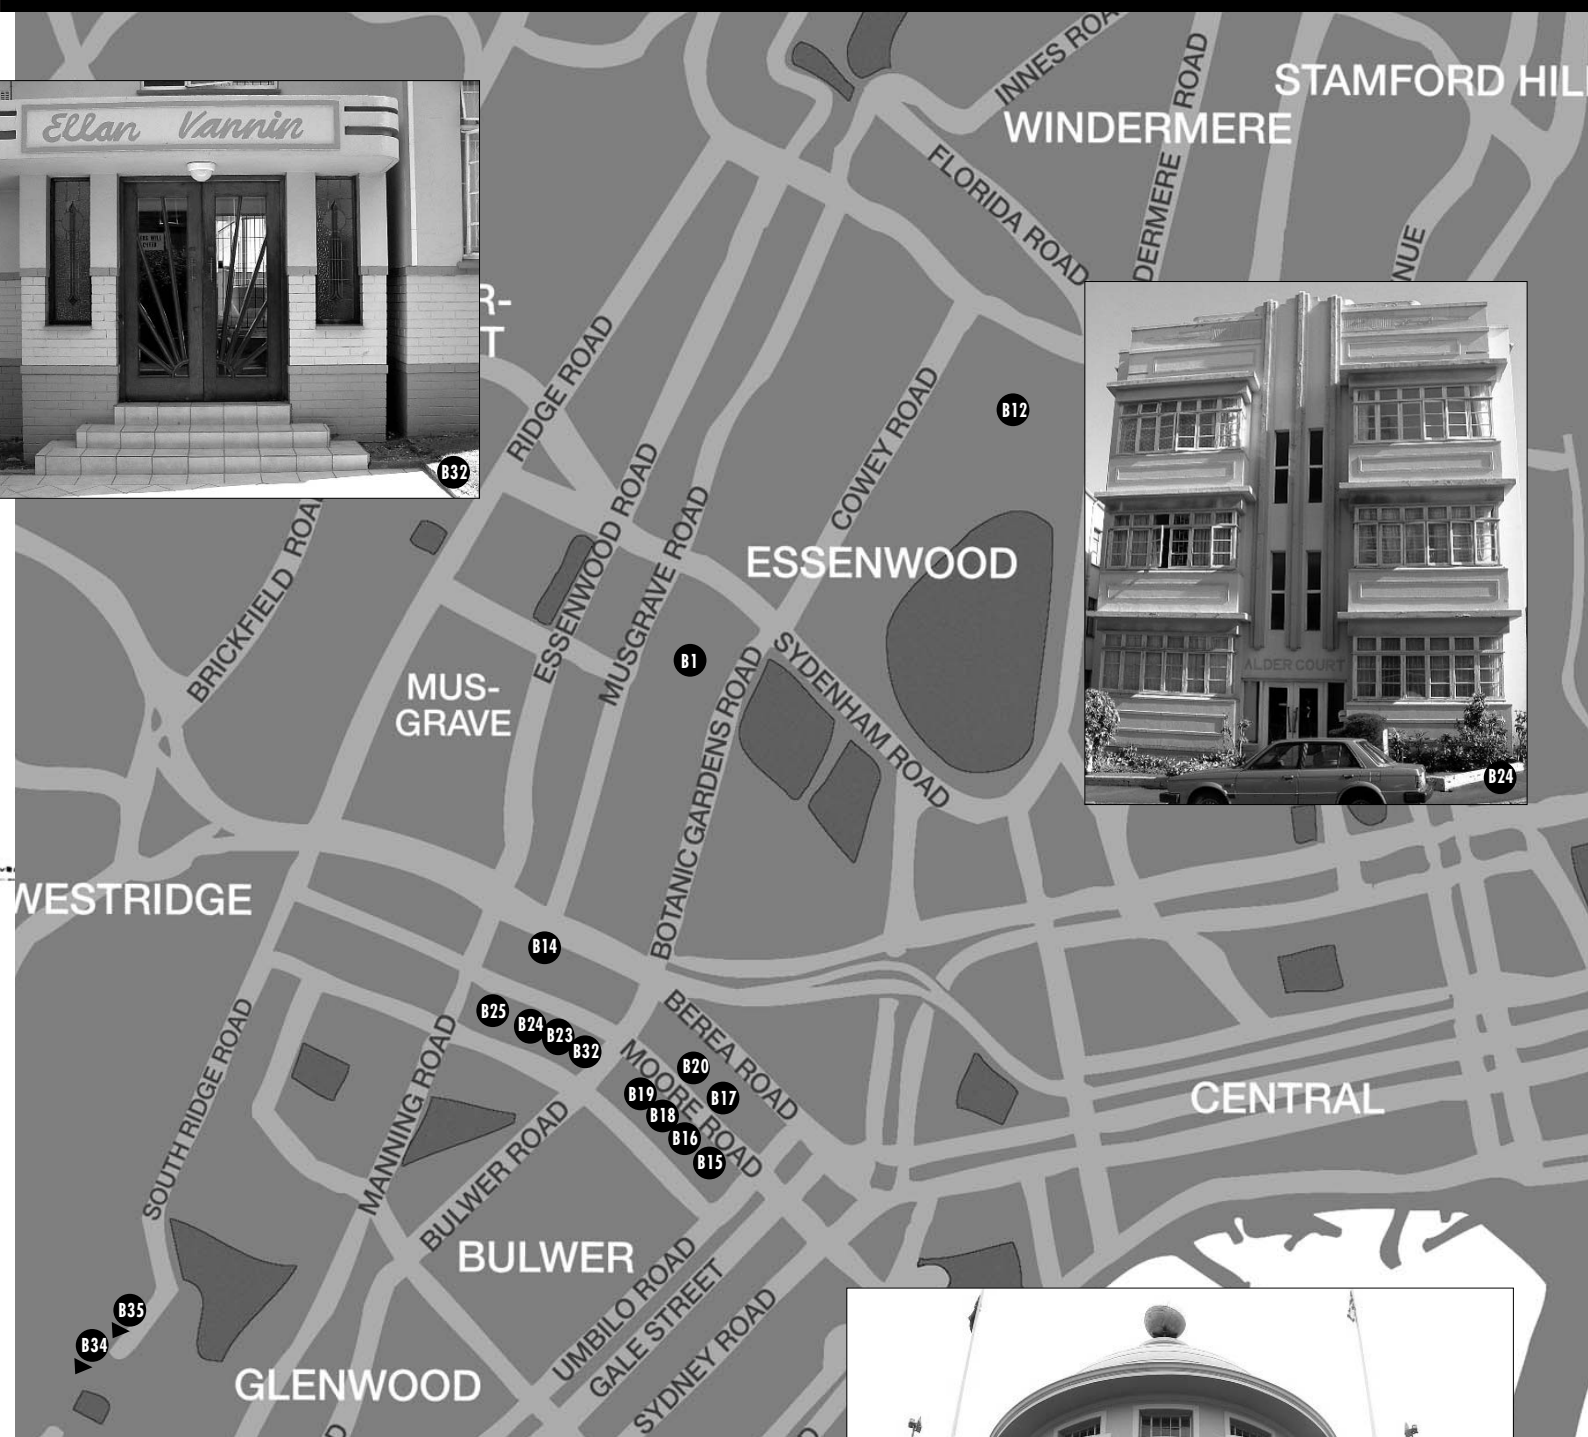 INNES ROA
STAMFORD HIL
WINDERMERE
DERMERE ROAD
FLORIDA ROAD
NUE
Ellan Vannin
B32
R-
T
RIDGE ROAD
ESSENWOOD ROAD
MUSGRAVE ROAD
COWEY ROAD
B12
BRICKFIELD ROA
ESSENWOOD
MUS-
GRAVE
B1
SYDENHAM ROAD
BOTANIC GARDENS ROAD
ALDER COURT
B24
WESTRIDGE
B14
B25
B24
B23
B32
BEREA ROAD
MOORE ROAD
B20
B17
B19
B18
B16
B15
CENTRAL
SOUTH RIDGE ROAD
MANNING ROAD
BULWER ROAD
BULWER
B35
B34
UMBILO ROAD
GALE STREET
SYDNEY ROAD
GLENWOOD
D
D